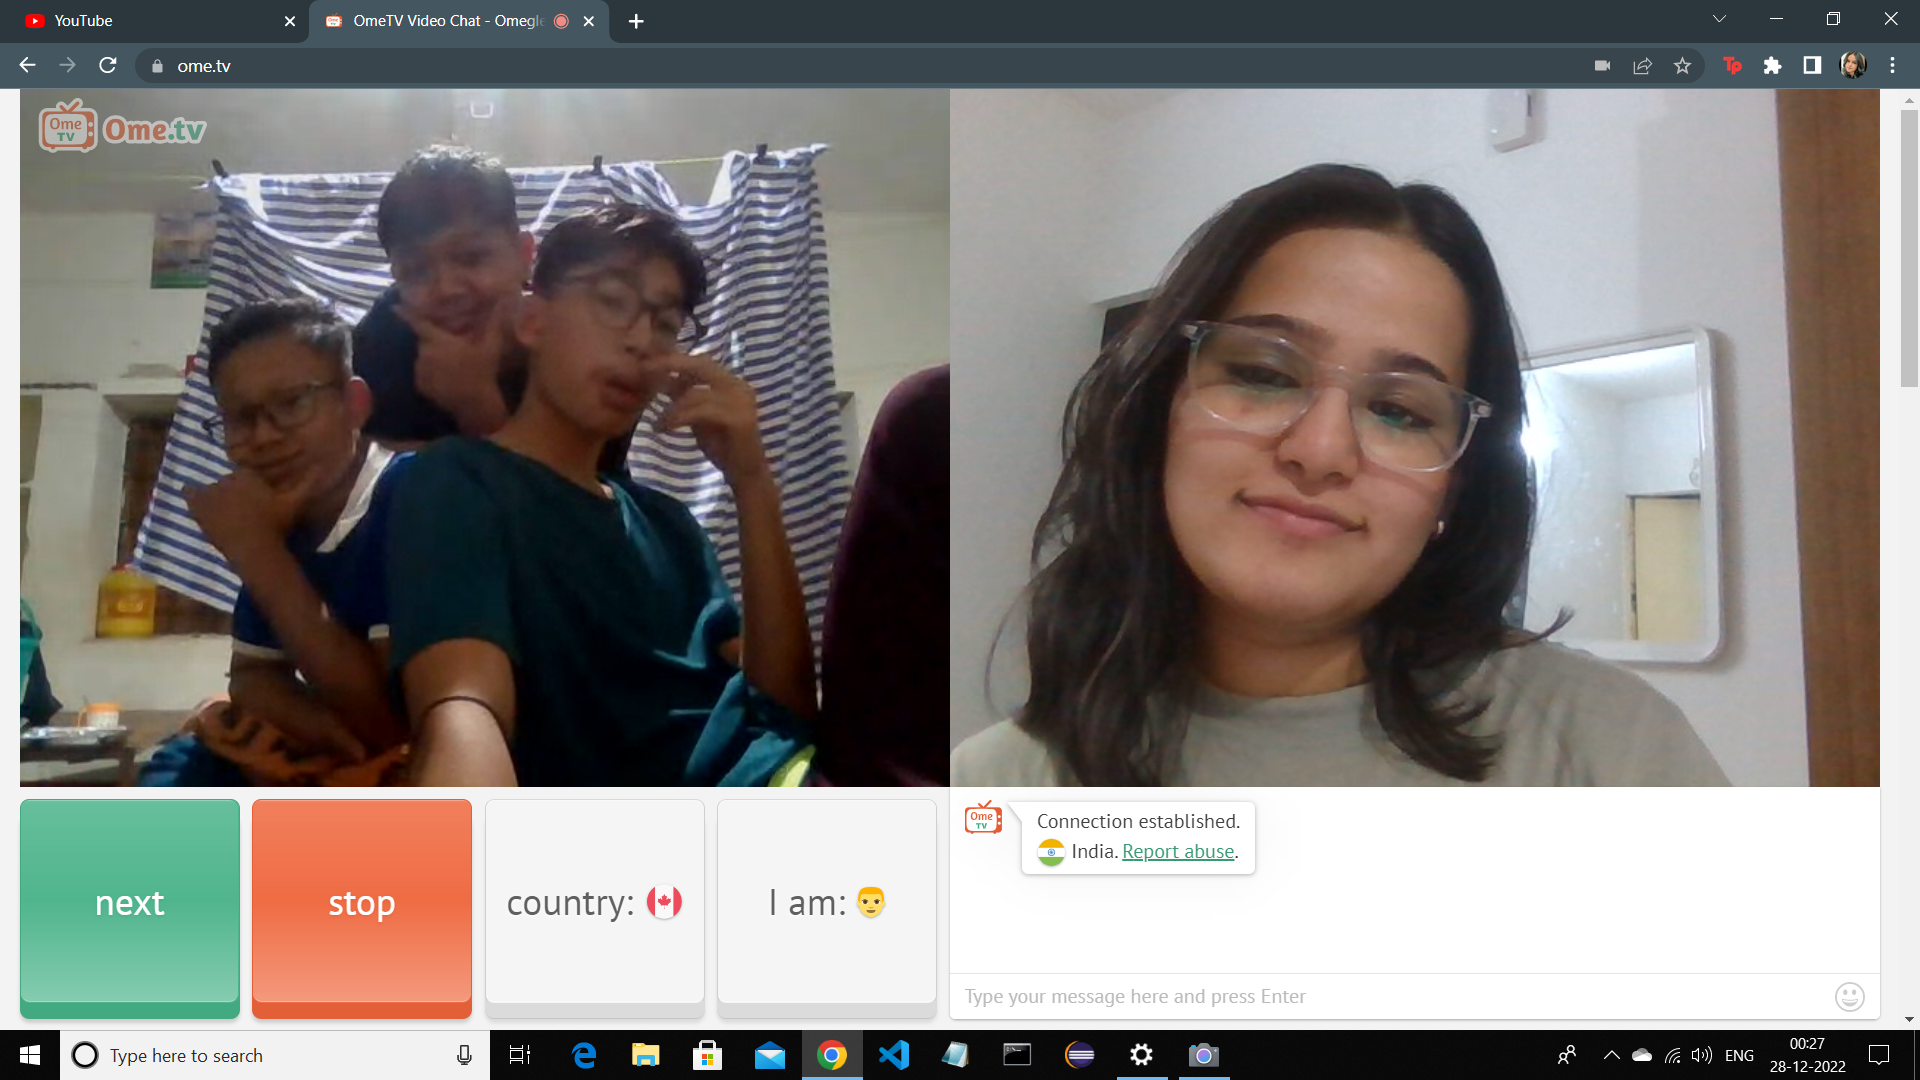 YouTube
OmeTV Video Chat - Omegle
ome.tv
Tp
Ome TV Ome.tv
Ome TV
Connection established.
India. Report abuse.
next
stop
country:
I am:
Type your message here and press Enter
Type here to search
ENG
00:27
28-12-2022